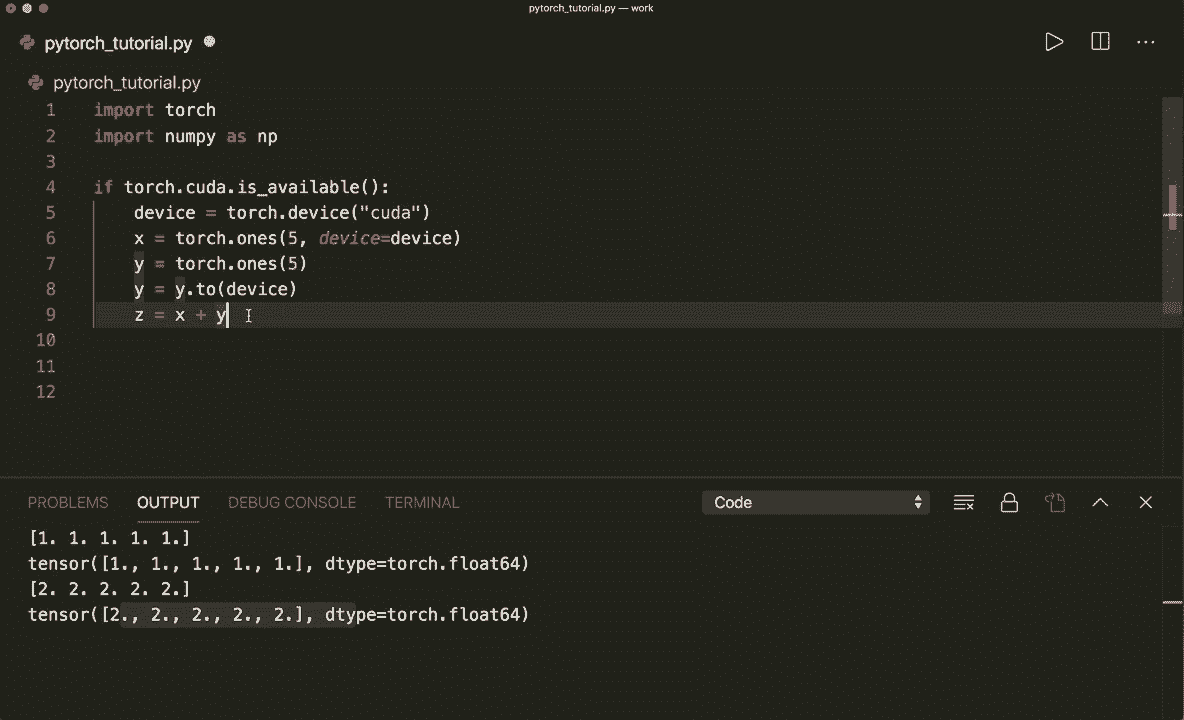 pytorch_tutorial.py — work
pytorch_tutorial.py
pytorch_tutorial.py
1 import torch
2 import numpy as np
3
4 if torch.cuda.is_available():
5     device = torch.device("cuda")
6     x = torch.ones(5, device=device)
7     y = torch.ones(5)
8     y = y.to(device)
9     z = x + y
10
11
12
PROBLEMS OUTPUT DEBUG CONSOLE TERMINAL Code
[1. 1. 1. 1. 1.]
tensor([1., 1., 1., 1., 1.], dtype=torch.float64)
[2. 2. 2. 2. 2.]
tensor([2., 2., 2., 2., 2.], dtype=torch.float64)